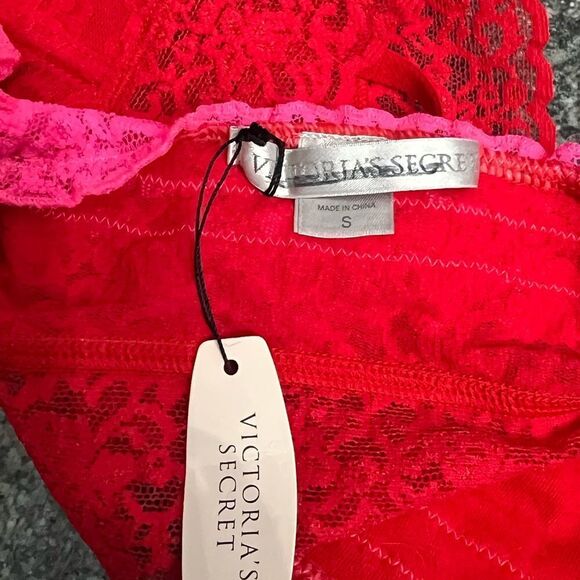 VICTORIA'S SECRET
MADE IN CHINA
S
VICTORIA'S
SECRET